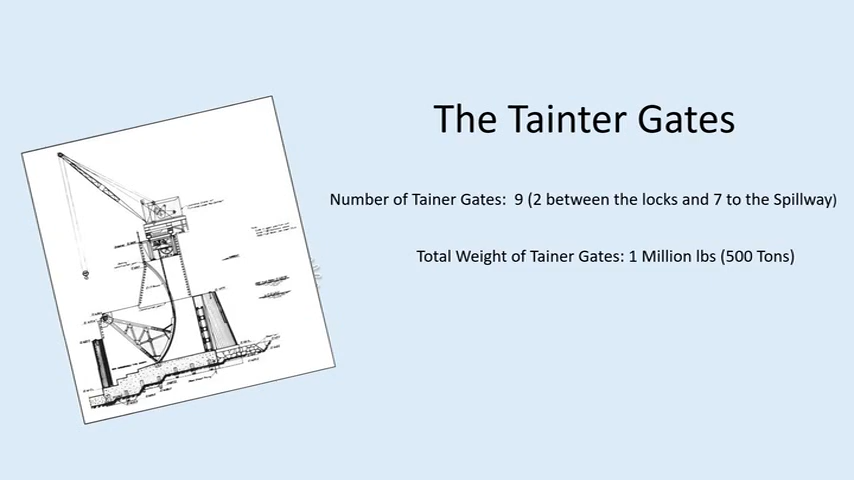 The Tainter Gates
Number of Tainer Gates:  9 (2 between the locks and 7 to the Spillway)
Total Weight of Tainer Gates: 1 Million lbs (500 Tons)